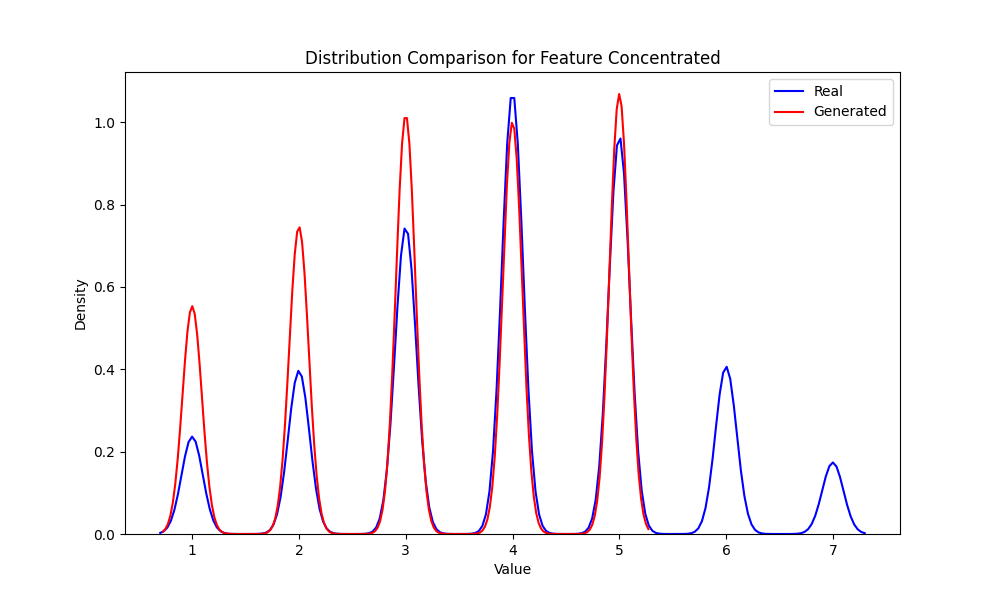 Distribution Comparison for Feature Concentrated
Real
Generated
Density
1.0
0.8
0.6
0.4
0.2
0.0
1 2 3 4 5 6 7
Value